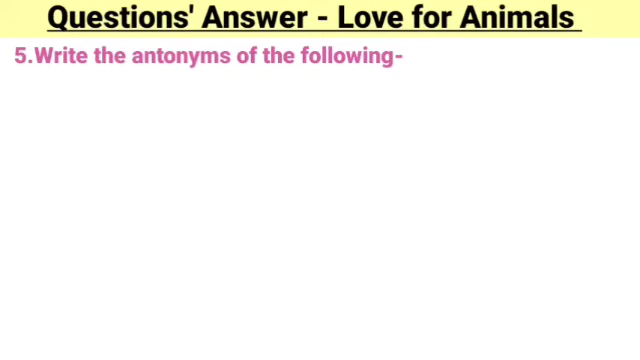 Questions' Answer - Love for Animals
5.Write the antonyms of the following-